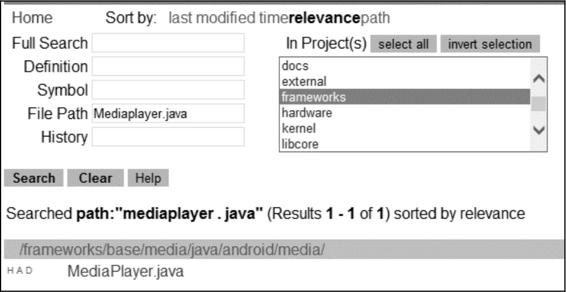 Home Sort by: last modified time relevance path
Full Search In Project(s) select all invert selection
Definition docs
external
Symbol frameworks
File Path Mediaplayer.java hardware
kernel
History libcore
Search Clear Help
Searched path:"mediaplayer . java" (Results 1 - 1 of 1) sorted by relevance
/frameworks/base/media/java/android/media/
H A D MediaPlayer.java